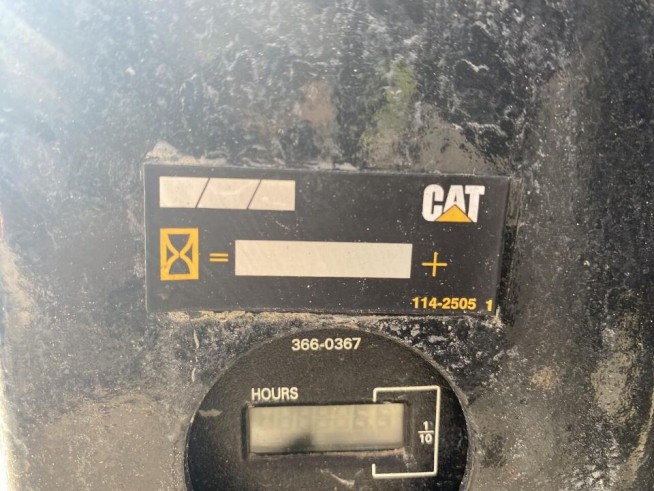 CAT
= +
114-2505 1
366-0367
HOURS
1/10